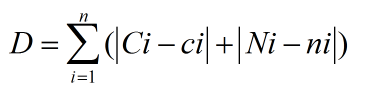 D = ∑_{i=1}^{n} (|Ci − ci| + |Ni − ni|)